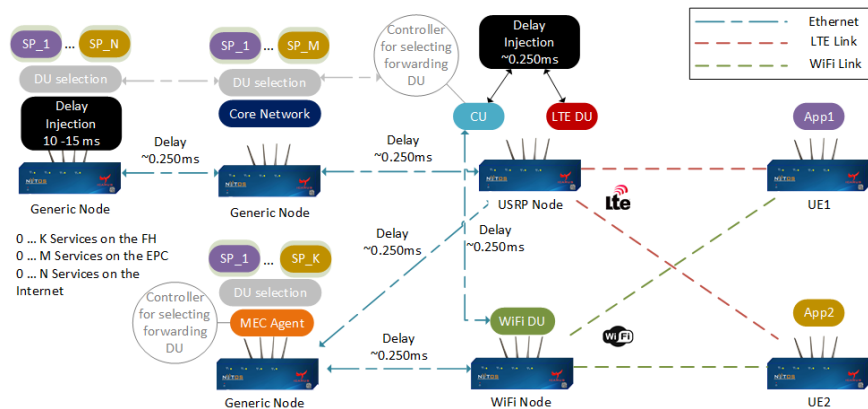 SP_1 ... SP_N
DU selection
Delay
Injection
10 -15 ms
Generic Node
SP_1 ... SP_M
DU selection
Core Network
Generic Node
Delay
~0.250ms
Controller
for selecting
forwarding
DU
Delay
Injection
~0.250ms
CU
LTE DU
Delay
~0.250ms
USRP Node
Ethernet
LTE Link
WiFi Link
App1
UE1
Lte
0 ... K Services on the FH
0 ... M Services on the EPC
0 ... N Services on the
Internet
SP_1 ... SP_K
DU selection
MEC Agent
Controller
for selecting
forwarding
DU
Generic Node
Delay
~0.250ms
Delay
~0.250ms
WiFi DU
Delay
~0.250ms
WiFi Node
WiFi
App2
UE2
NETOS
NETOS
NETOS
NETOS
NETOS
NETOS
NETOS